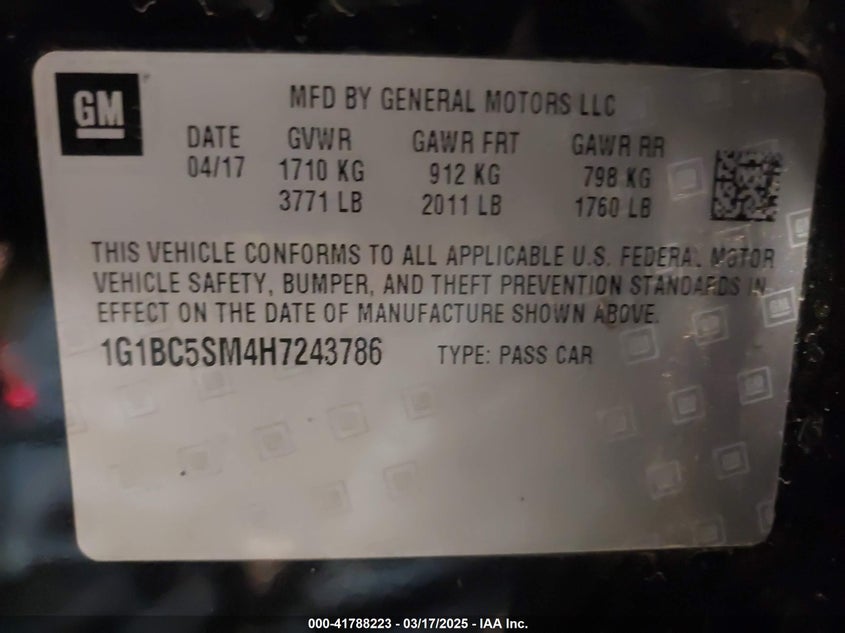 GM
MFD BY GENERAL MOTORS LLC
DATE GVWR GAWR FRT GAWR RR
04/17 1710 KG 912 KG 798 KG
3771 LB 2011 LB 1760 LB
THIS VEHICLE CONFORMS TO ALL APPLICABLE U.S. FEDERAL MOTOR
VEHICLE SAFETY, BUMPER, AND THEFT PREVENTION STANDARDS IN
EFFECT ON THE DATE OF MANUFACTURE SHOWN ABOVE.
1G1BC5SM4H7243786 TYPE: PASS CAR
000-41788223 - 03/17/2025 - IAA Inc.